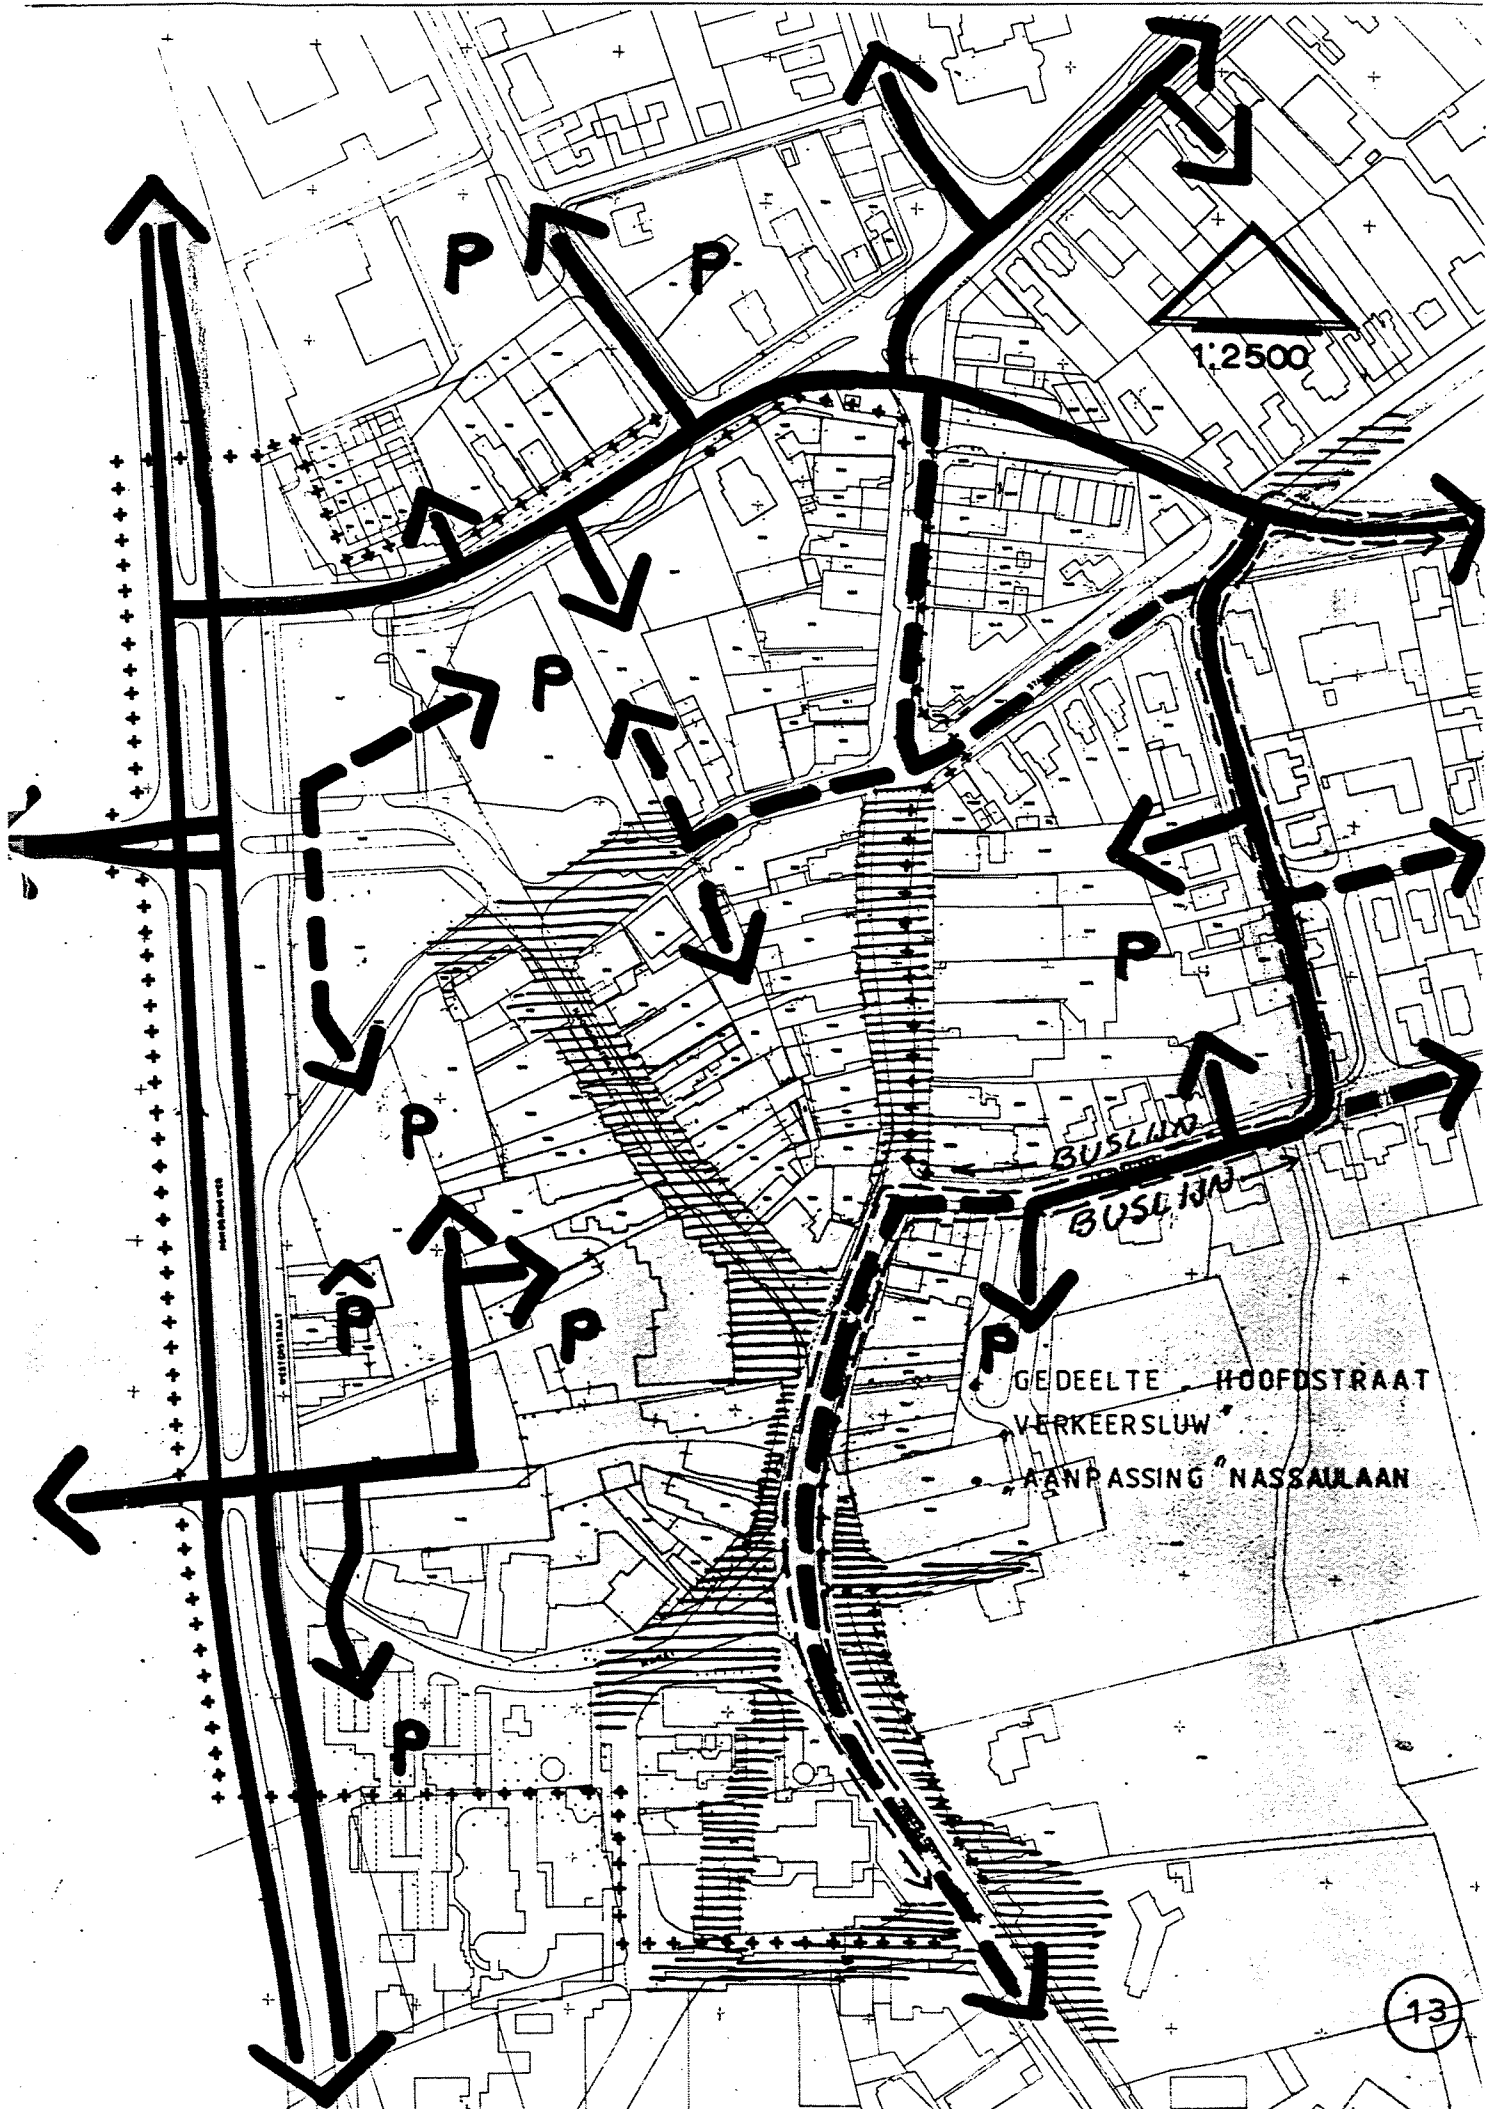 P
P
1:2500
P
P
P
BUSLIJN
BUSLIJN
P
P
P
• GEDEELTE „HOOFDSTRAAT
VERKEERSLUW"
• AANPASSING „NASSAULAAN"
P
13